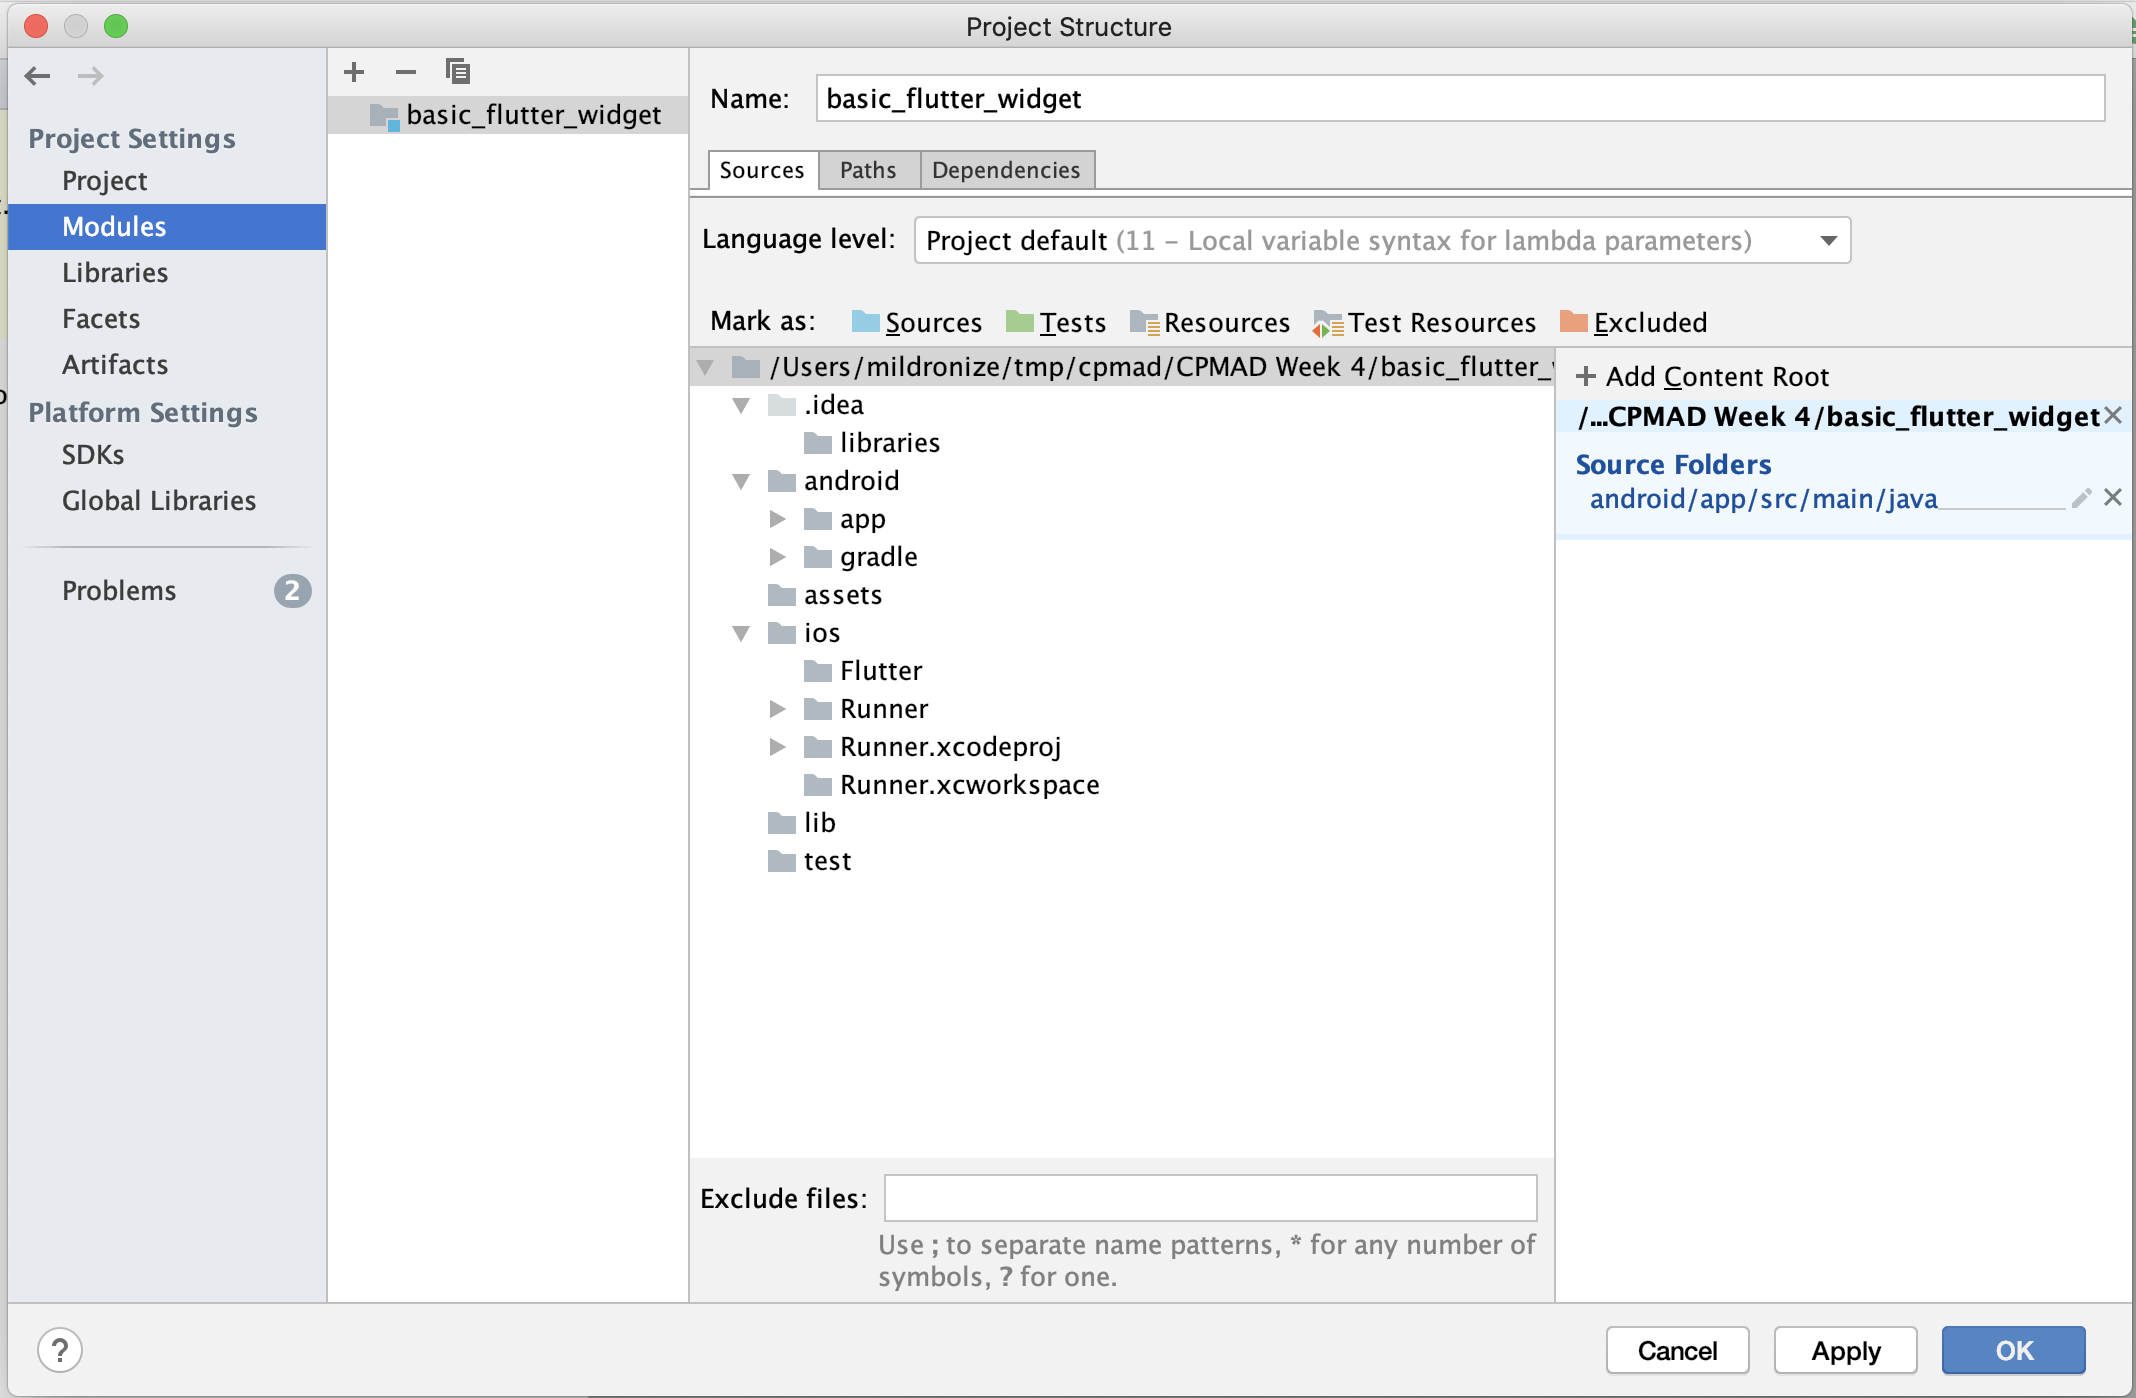 Project Structure
Project Settings
Project
Modules
Libraries
Facets
Artifacts
Platform Settings
SDKs
Global Libraries
Problems 2
basic_flutter_widget
Name: basic_flutter_widget
Sources Paths Dependencies
Language level: Project default (11 – Local variable syntax for lambda parameters)
Mark as: Sources Tests Resources Test Resources Excluded
/Users/mildronize/tmp/cpmad/CPMAD Week 4/basic_flutter_
.idea
libraries
android
app
gradle
assets
ios
Flutter
Runner
Runner.xcodeproj
Runner.xcworkspace
lib
test
Add Content Root
/...CPMAD Week 4/basic_flutter_widget
Source Folders
android/app/src/main/java
Exclude files:
Use ; to separate name patterns, * for any number of
symbols, ? for one.
?
Cancel Apply OK